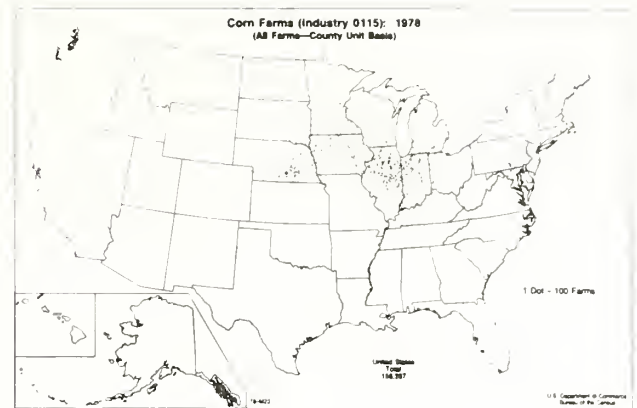 Corn Farms (Industry 0115): 1978
(All Farms—County Unit Basis)
1 Dot - 100 Farms
United States
Total
U.S. Department of Commerce
Bureau of the Census